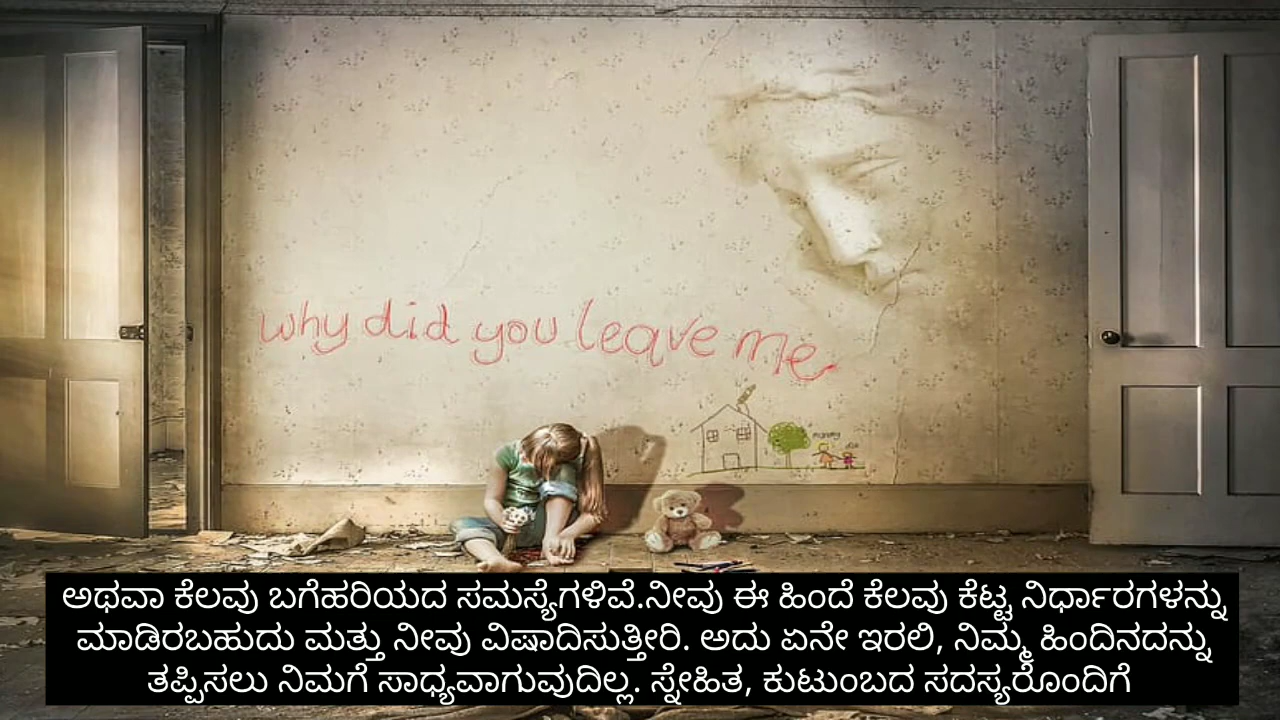 why did you leave me
mommy
ಅಥವಾ ಕೆಲವು ಬಗೆಹರಿಯದ ಸಮಸ್ಯೆಗಳಿವೆ.ನೀವು ಈ ಹಿಂದೆ ಕೆಲವು ಕೆಟ್ಟ ನಿರ್ಧಾರಗಳನ್ನು
ಮಾಡಿರಬಹುದು ಮತ್ತು ನೀವು ವಿಷಾದಿಸುತ್ತೀರಿ. ಅದು ಏನೇ ಇರಲಿ, ನಿಮ್ಮ ಹಿಂದಿನದನ್ನು
ತಪ್ಪಿಸಲು ನಿಮಗೆ ಸಾಧ್ಯವಾಗುವುದಿಲ್ಲ. ಸ್ನೇಹಿತ, ಕುಟುಂಬದ ಸದಸ್ಯರೊಂದಿಗೆ